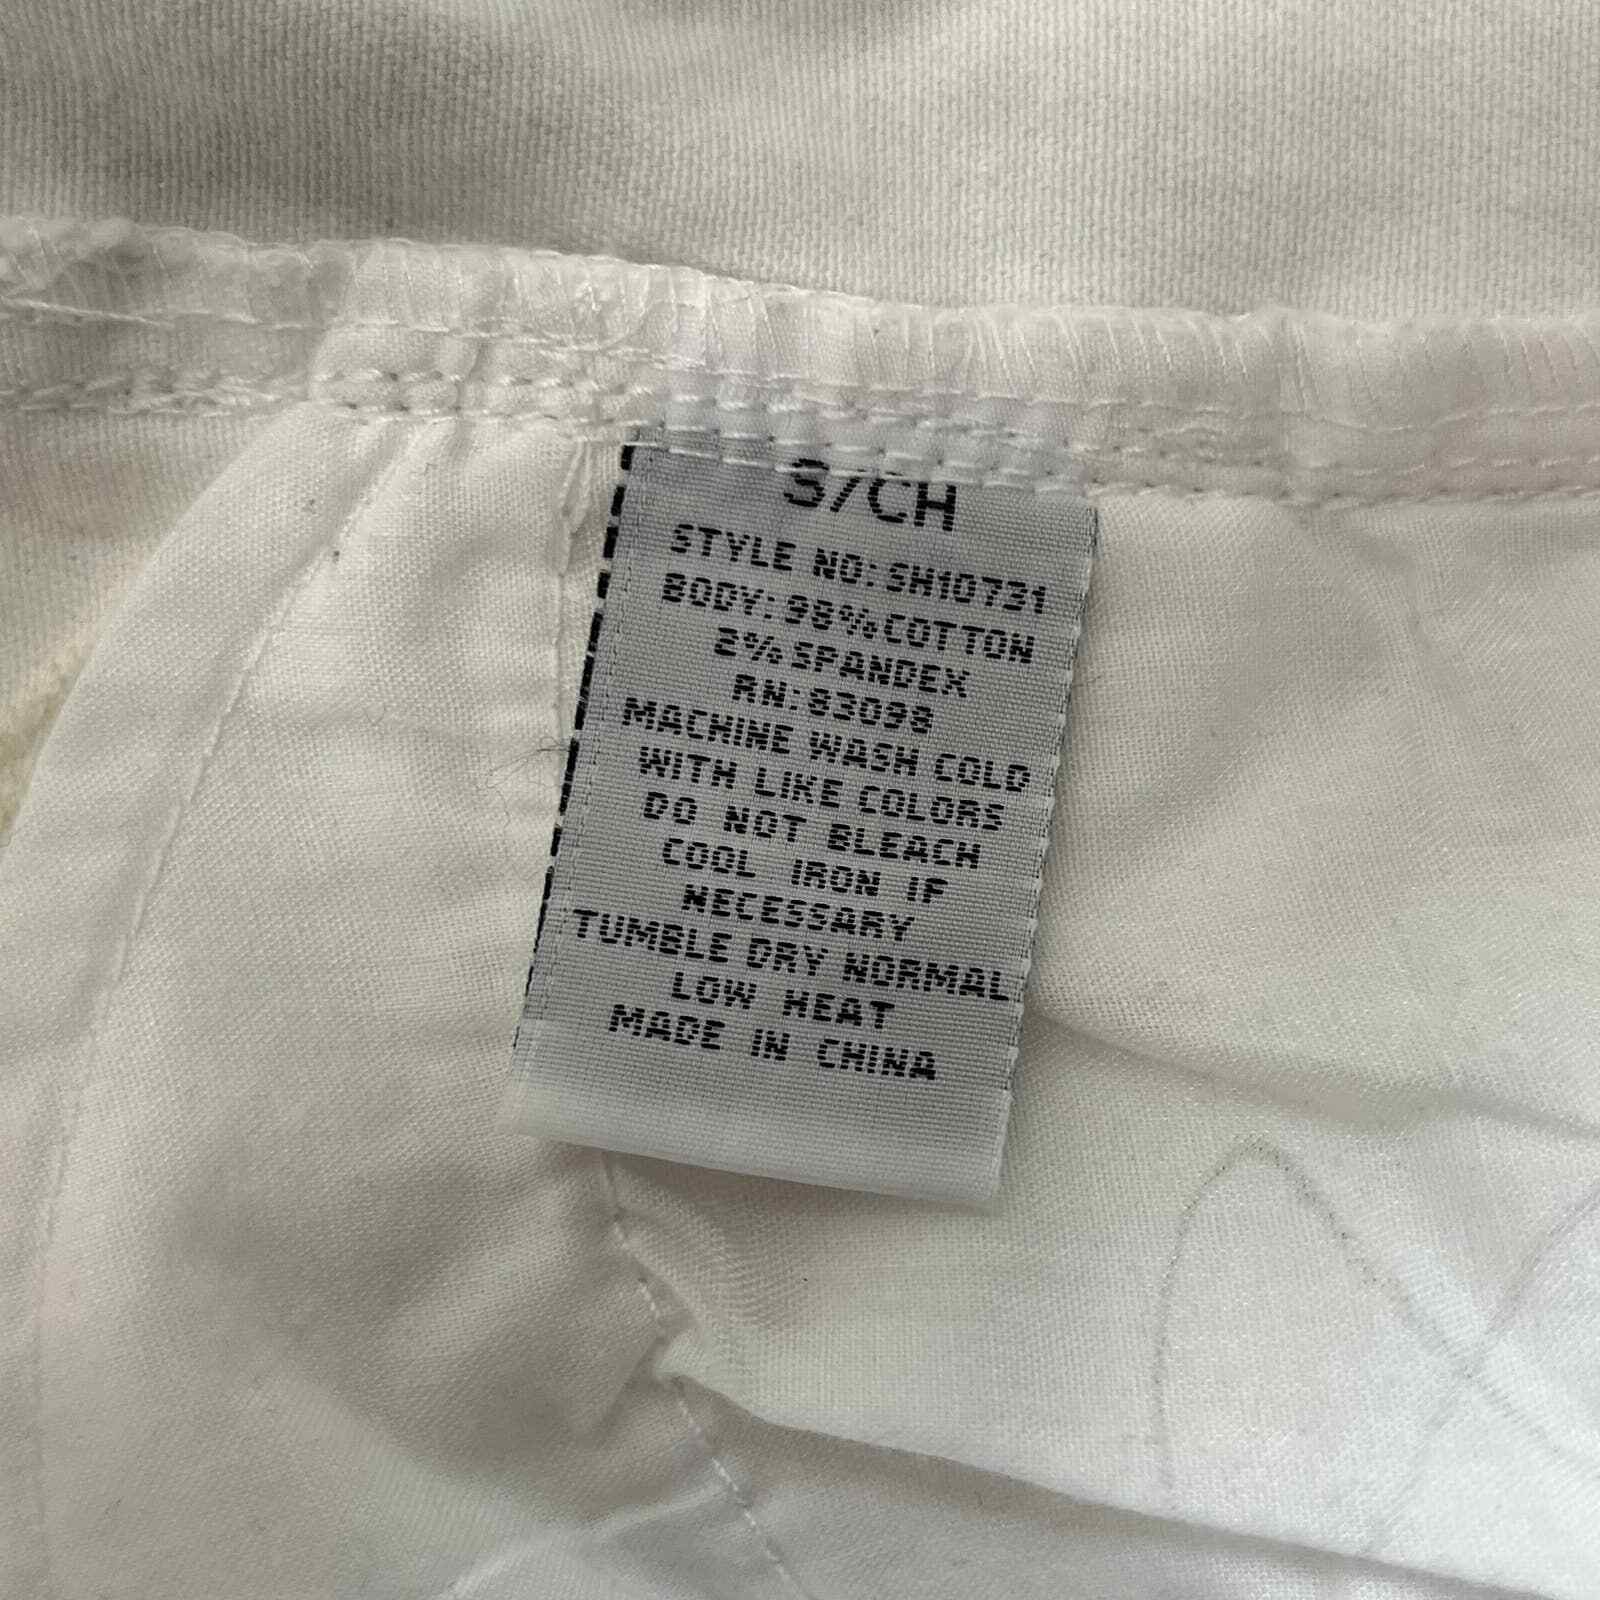 S/CH
STYLE NO: SH10731
BODY: 98% COTTON
2% SPANDEX
RN: 83098
MACHINE WASH COLD
WITH LIKE COLORS
DO NOT BLEACH
COOL IRON IF
NECESSARY
TUMBLE DRY NORMAL
LOW HEAT
MADE IN CHINA